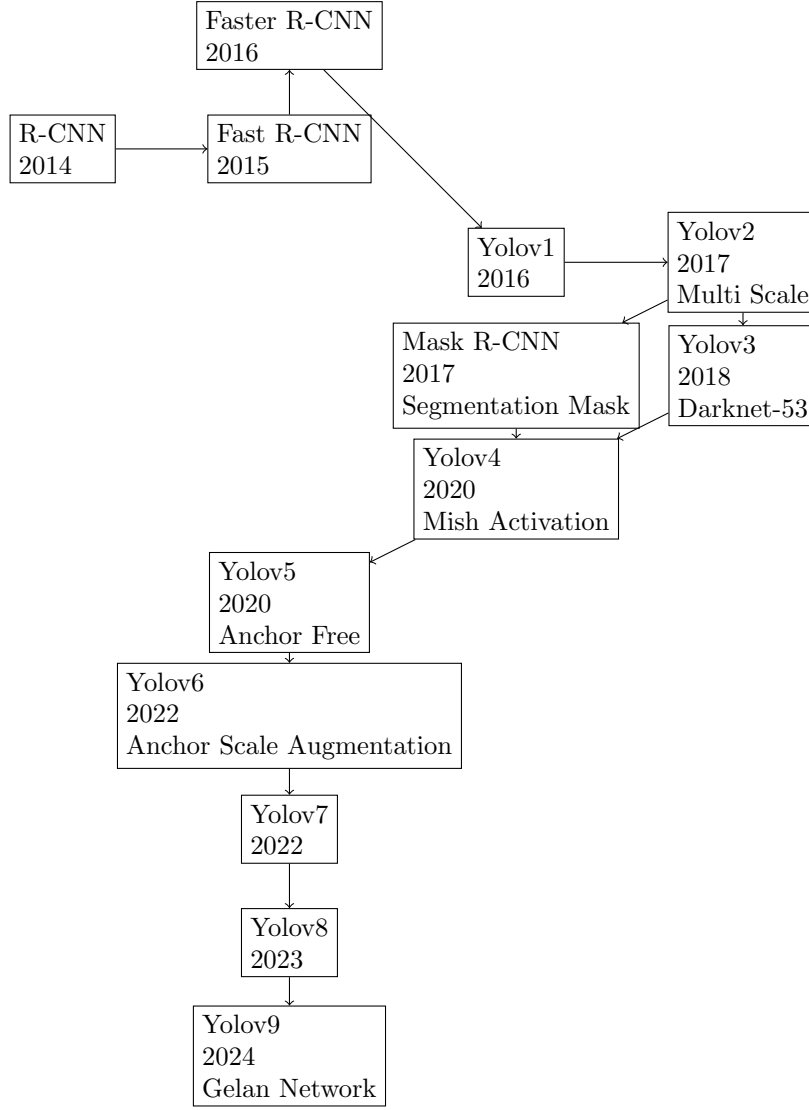 Faster R-CNN
2016
R-CNN
2014
Fast R-CNN
2015
Yolov1
2016
Yolov2
2017
Multi Scale
Mask R-CNN
2017
Segmentation Mask
Yolov3
2018
Darknet-53
Yolov4
2020
Mish Activation
Yolov5
2020
Anchor Free
Yolov6
2022
Anchor Scale Augmentation
Yolov7
2022
Yolov8
2023
Yolov9
2024
Gelan Network